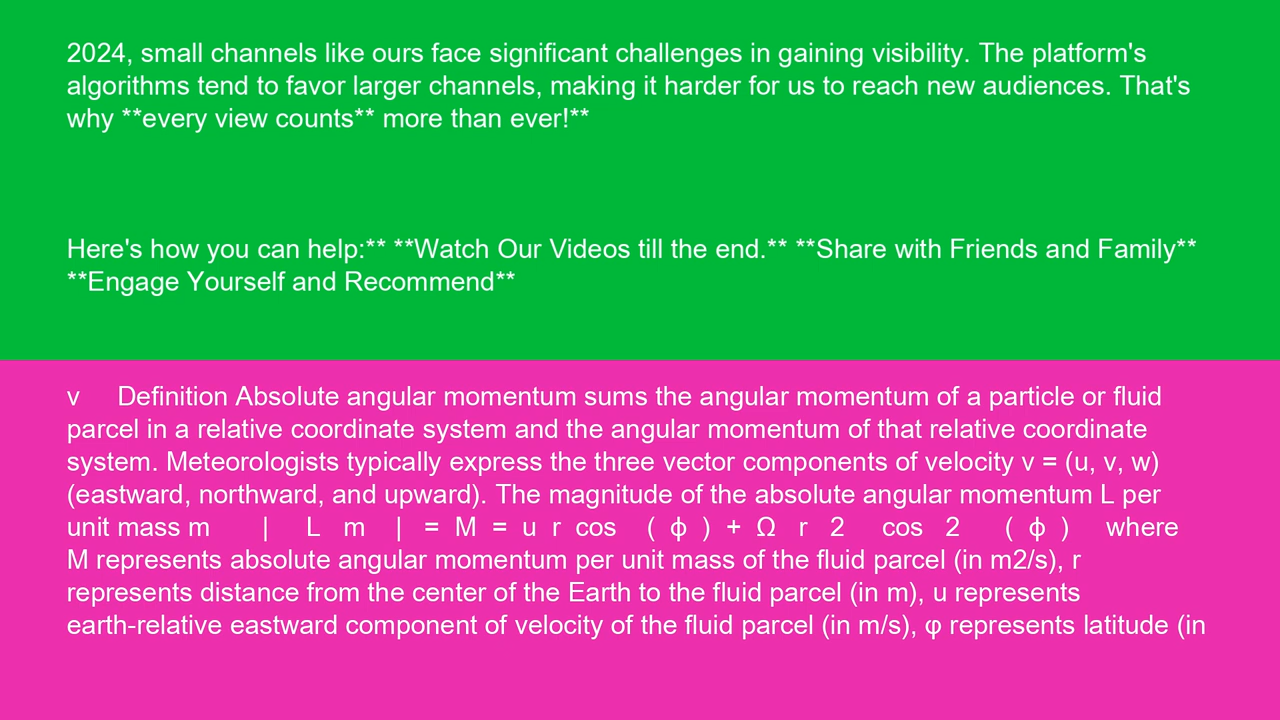 2024, small channels like ours face significant challenges in gaining visibility. The platform's
algorithms tend to favor larger channels, making it harder for us to reach new audiences. That's
why **every view counts** more than ever!**
Here's how you can help:** **Watch Our Videos till the end.** **Share with Friends and Family**
**Engage Yourself and Recommend**
v Definition Absolute angular momentum sums the angular momentum of a particle or fluid
parcel in a relative coordinate system and the angular momentum of that relative coordinate
system. Meteorologists typically express the three vector components of velocity v = (u, v, w)
(eastward, northward, and upward). The magnitude of the absolute angular momentum L per
unit mass m | L m | = M = u r cos ( ϕ ) + Ω r 2 cos 2 ( ϕ ) where
M represents absolute angular momentum per unit mass of the fluid parcel (in m2/s), r
represents distance from the center of the Earth to the fluid parcel (in m), u represents
earth-relative eastward component of velocity of the fluid parcel (in m/s), φ represents latitude (in